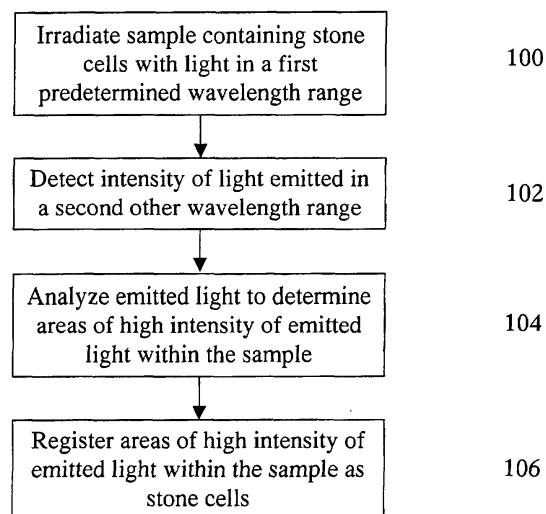 Irradiate sample containing stone
cells with light in a first
predetermined wavelength range
100
Detect intensity of light emitted in
a second other wavelength range
102
Analyze emitted light to determine
areas of high intensity of emitted
light within the sample
104
Register areas of high intensity of
emitted light within the sample as
stone cells
106